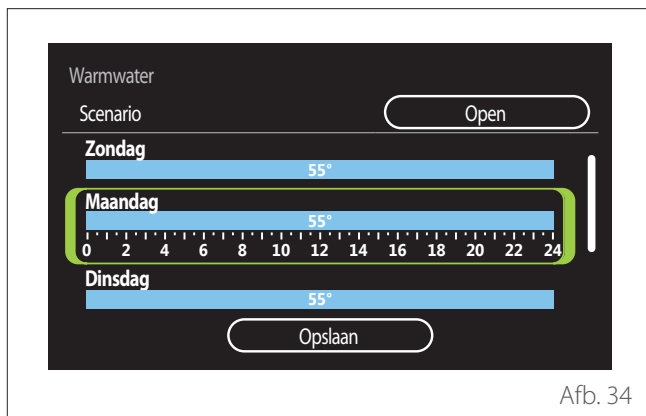 Warmwater
Scenario Open
Zondag
55°
Maandag
55°
0 2 4 6 8 10 12 14 16 18 20 22 24
Dinsdag
55°
Opslaan
Afb. 34